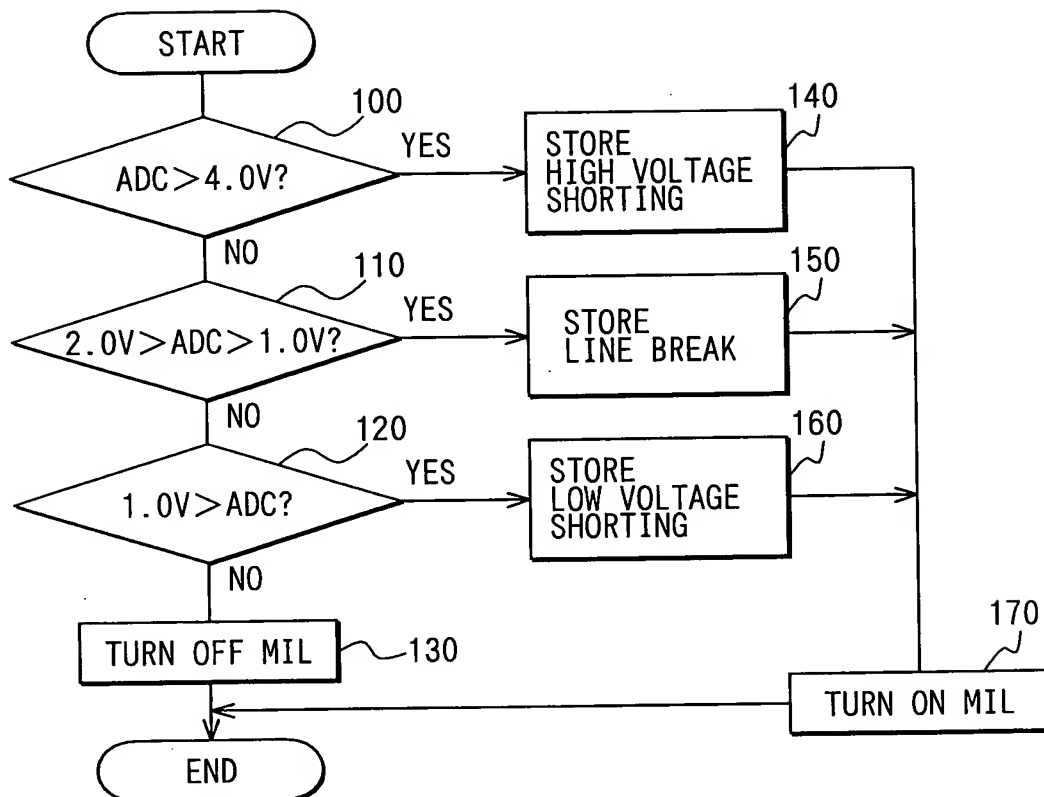 START
100
ADC>4.0V?
YES
140
STORE
HIGH VOLTAGE
SHORTING
NO
110
2.0V>ADC>1.0V?
YES
150
STORE
LINE BREAK
NO
120
1.0V>ADC?
YES
160
STORE
LOW VOLTAGE
SHORTING
NO
TURN OFF MIL
130
170
TURN ON MIL
END